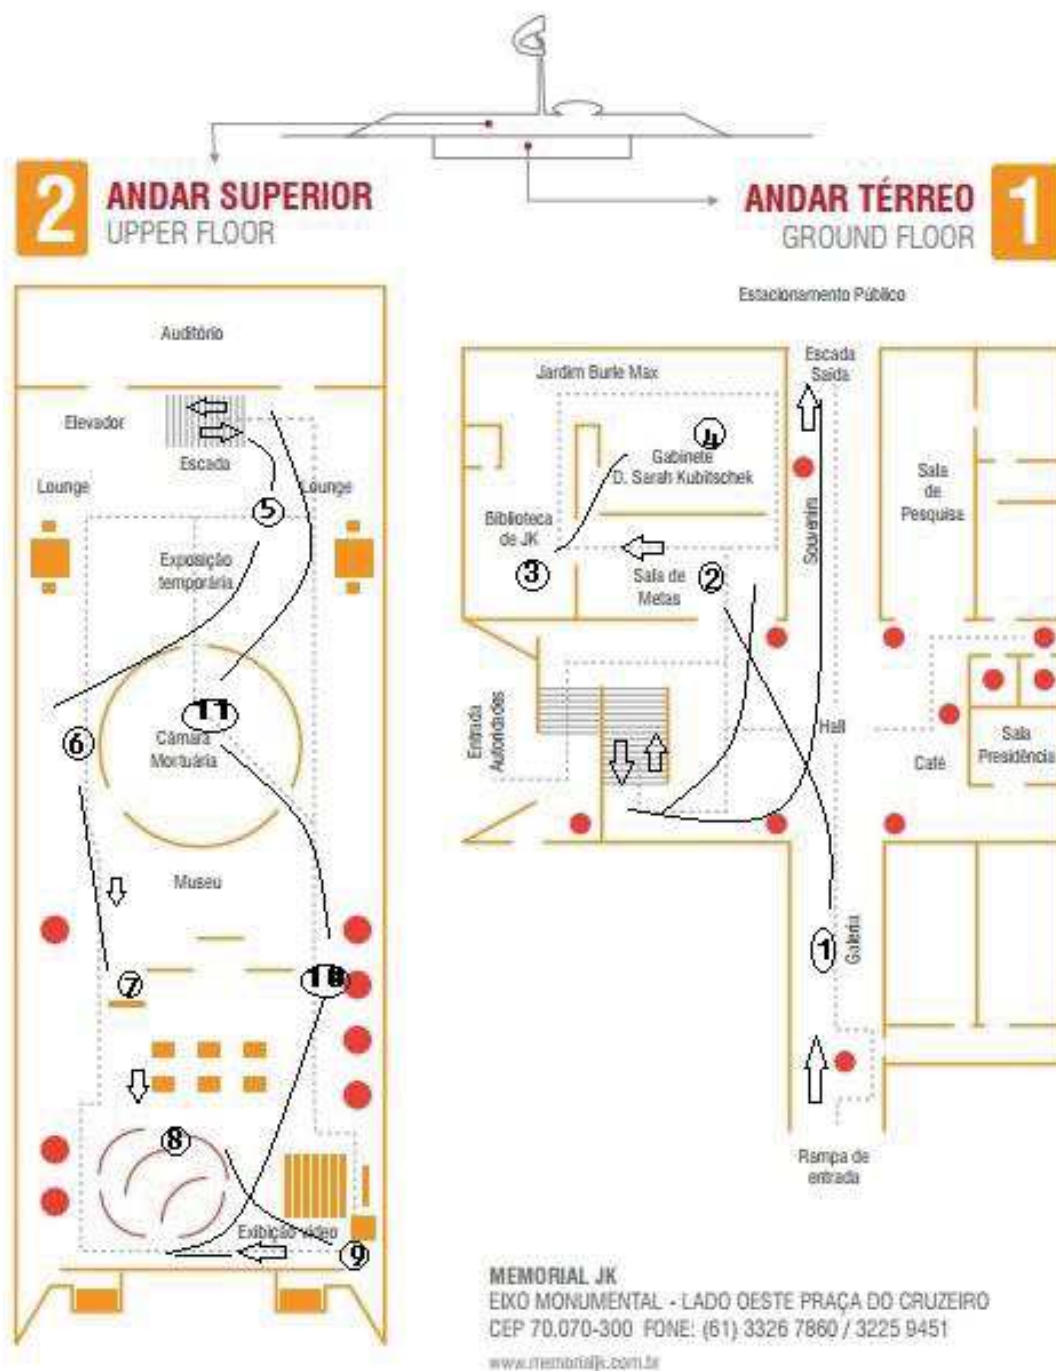 2
ANDAR SUPERIOR
UPPER FLOOR
ANDAR TÉRREO
GROUND FLOOR
1
Auditório
Elevador
Escada
Lounge
Lounge
5
Exposição
temporária
11
6
Câmara
Mortuária
Museu
7
10
8
Exibição vídeo
9
Estacionamento Público
Escada
Saída
Jardim Burle Max
4
Gabinete
D. Sarah Kubitschek
Sala
de
Pesquisa
Souvenirs
Biblioteca
de JK
3
Sala de
Metas
2
Entrada
Autoridades
Hall
Café
Sala
Presidência
1
Galeria
Rampa de
entrada
MEMORIAL JK
EIXO MONUMENTAL - LADO OESTE PRAÇA DO CRUZEIRO
CEP 70.070-300 FONE: (61) 3326 7860 / 3225 9451
www.memorialjk.com.br